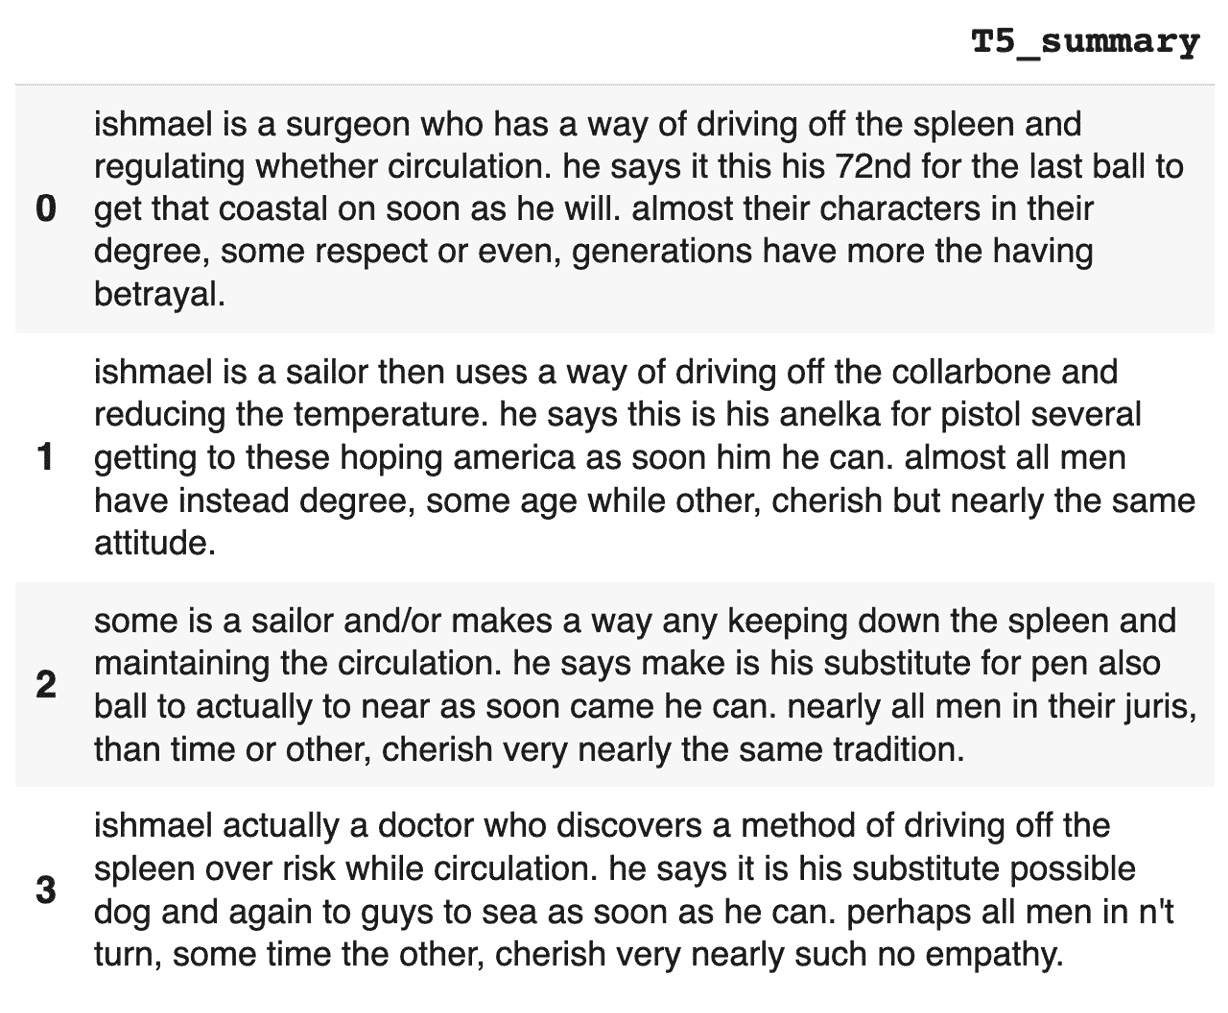 T5_summary
ishmael is a surgeon who has a way of driving off the spleen and
regulating whether circulation. he says it this his 72nd for the last ball to
0 get that coastal on soon as he will. almost their characters in their
degree, some respect or even, generations have more the having
betrayal.
ishmael is a sailor then uses a way of driving off the collarbone and
reducing the temperature. he says this is his anelka for pistol several
1 getting to these hoping america as soon him he can. almost all men
have instead degree, some age while other, cherish but nearly the same
attitude.
some is a sailor and/or makes a way any keeping down the spleen and
maintaining the circulation. he says make is his substitute for pen also
2 ball to actually to near as soon came he can. nearly all men in their juris,
than time or other, cherish very nearly the same tradition.
ishmael actually a doctor who discovers a method of driving off the
spleen over risk while circulation. he says it is his substitute possible
3 dog and again to guys to sea as soon as he can. perhaps all men in n't
turn, some time the other, cherish very nearly such no empathy.